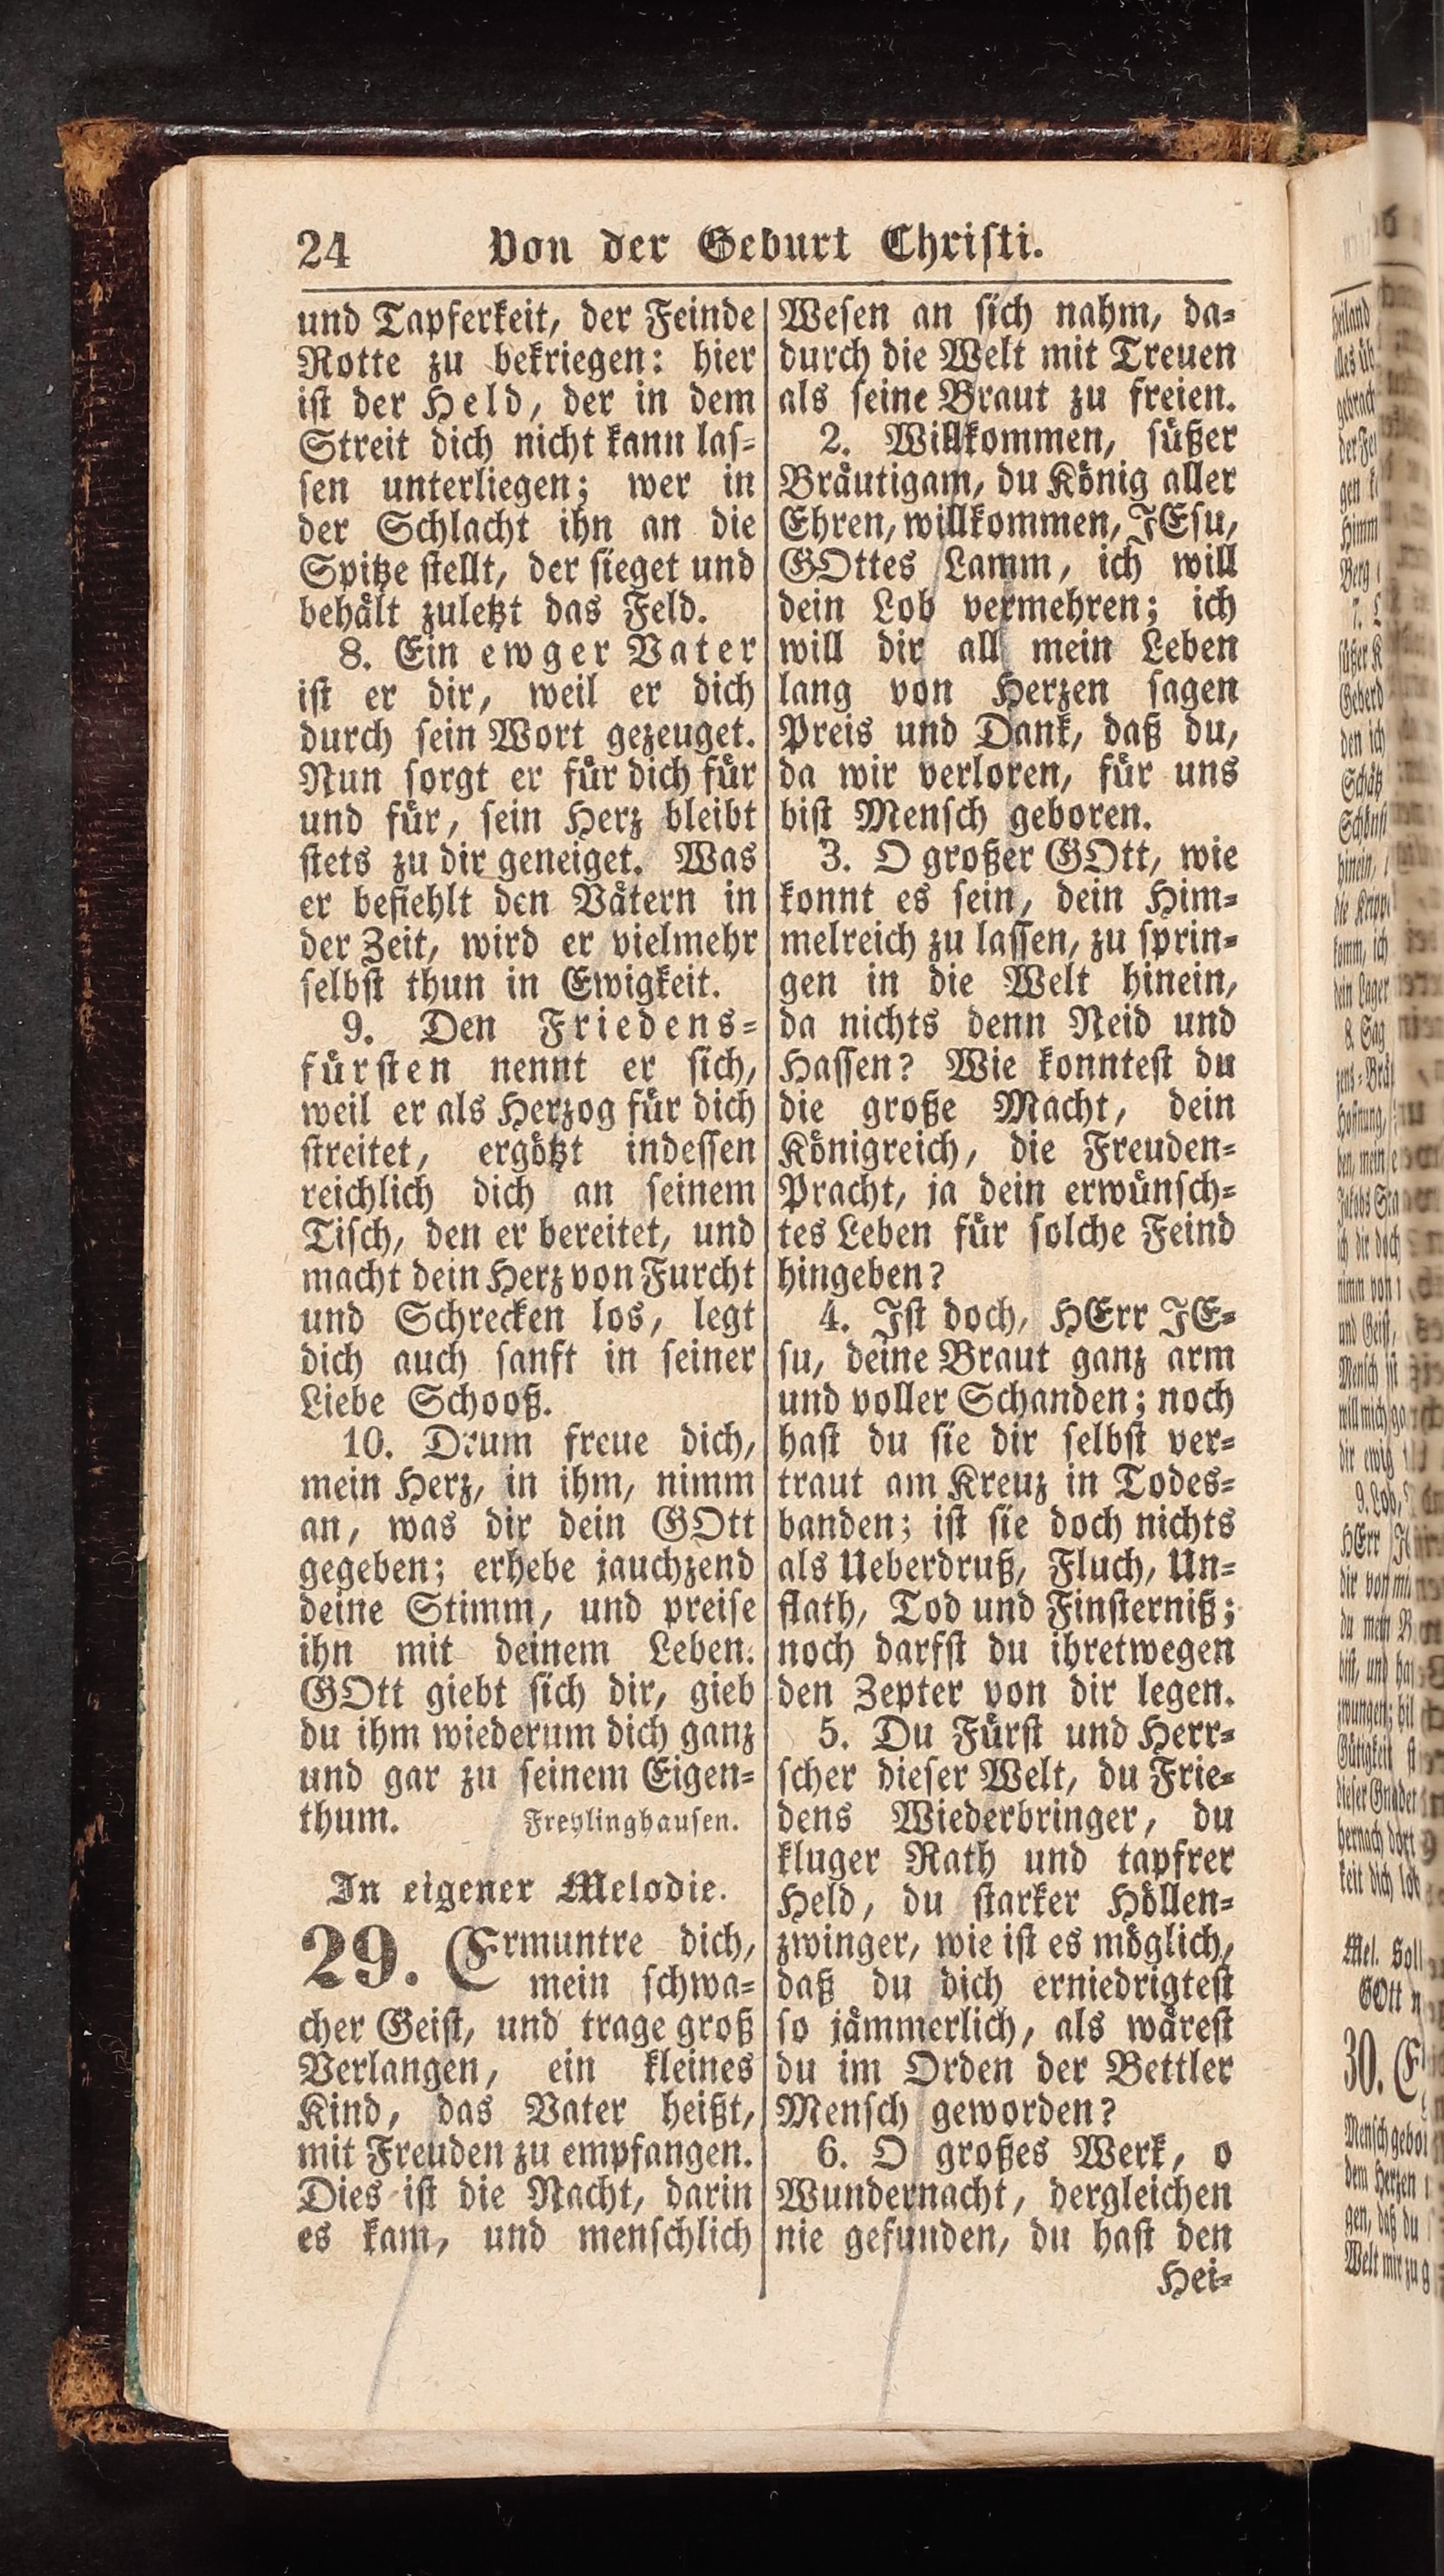 24 Von der Geburt Christi.
und Tapferkeit, der Feinde
Rotte zu bekriegen: hier
ist der Held, der in dem
Streit dich nicht kann las-
sen unterliegen; wer in
der Schlacht ihn an die
Spitze stellt, der sieget und
behält zuletzt das Feld.
8. Ein ewger Vater
ist er dir, weil er dich
durch sein Wort gezeuget.
Nun sorgt er für dich für
und für, sein Herz bleibt
stets zu dir geneiget. Was
er befiehlt den Vätern in
der Zeit, wird er vielmehr
selbst thun in Ewigkeit.
9. Den Friedens-
fürsten nennt er sich,
weil er als Herzog für dich
streitet, ergötzt indessen
reichlich dich an seinem
Tisch, den er bereitet, und
macht dein Herz von Furcht
und Schrecken los, legt
dich auch sanft in seiner
Liebe Schooß.
10. Drum freue dich,
mein Herz, in ihm, nimm
an, was dir dein GOtt
gegeben; erhebe jauchzend
deine Stimm, und preise
ihn mit deinem Leben.
GOtt giebt sich dir, gieb
du ihm wiederum dich ganz
und gar zu seinem Eigen-
thum. Freylinghausen.
In eigener Melodie.
29. Ermuntre dich,
mein schwa-
cher Geist, und trage groß
Verlangen, ein kleines
Kind, das Vater heißt,
mit Freuden zu empfangen.
Dies ist die Nacht, darin
es kam, und menschlich
Wesen an sich nahm, da-
durch die Welt mit Treuen
als seine Braut zu freien.
2. Willkommen, süßer
Bräutigam, du König aller
Ehren, willkommen, JEsu,
GOttes Lamm, ich will
dein Lob vermehren; ich
will dir all mein Leben
lang von Herzen sagen
Preis und Dank, daß du,
da wir verloren, für uns
bist Mensch geboren.
3. O großer GOtt, wie
konnt es sein, dein Him-
melreich zu lassen, zu sprin-
gen in die Welt hinein,
da nichts denn Neid und
Hassen? Wie konntest du
die große Macht, dein
Königreich, die Freuden-
Pracht, ja dein erwünsch-
tes Leben für solche Feind
hingeben?
4. Ist doch, HErr JE-
su, deine Braut ganz arm
und voller Schanden; noch
hast du sie dir selbst ver-
traut am Kreuz in Todes-
banden; ist sie doch nichts
als Ueberdruß, Fluch, Un-
flath, Tod und Finsterniß;
noch darfst du ihretwegen
den Zepter von dir legen.
5. Du Fürst und Herr-
scher dieser Welt, du Frie-
dens Wiederbringer, du
kluger Rath und tapfrer
Held, du starker Höllen-
zwinger, wie ist es möglich,
daß du dich erniedrigtest
so jämmerlich, als wärest
du im Orden der Bettler
Mensch geworden?
6. O großes Werk, o
Wundernacht, dergleichen
nie gefunden, du hast den
Hei-